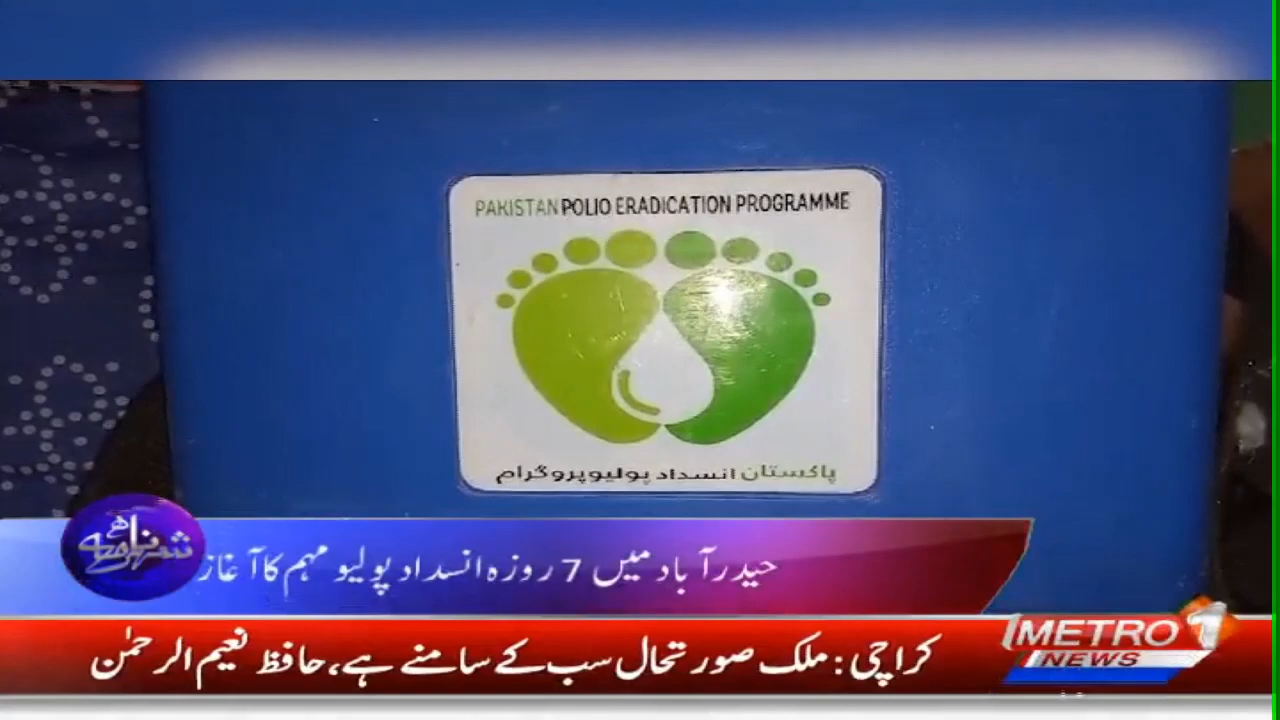 PAKISTAN POLIO ERADICATION PROGRAMME
پاکستان انسداد پولیو پروگرام
حیدرآباد میں 7 روزہ انسداد پولیو مہم کا آغاز
کراچی : ملک صورتحال سب کے سامنے ہے، حافظ نعیم الرحمٰن
METRO 1
NEWS